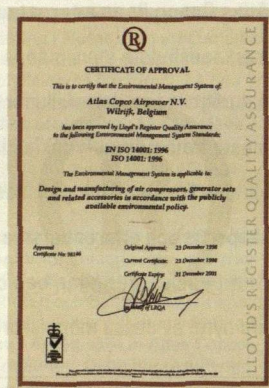 CERTIFICATE OF APPROVAL
This is to certify that the Environmental Management System of:
Atlas Copco Airpower N.V.
Wilrijk, Belgium
has been approved by Lloyd's Register Quality Assurance
to the following Environmental Management System Standards:
EN ISO 14001: 1996
ISO 14001: 1996
The Environmental Management System is applicable to:
Design and manufacturing of air compressors, generator sets
and related accessories in accordance with the publicly
available environmental policy.
Approval
Certificate No:
Original Approval: 23 December 1998
Current Certificate: 23 December 1998
Certificate Expiry: 31 December 2001
of LRQA
LLOYD'S REGISTER QUALITY ASSURANCE